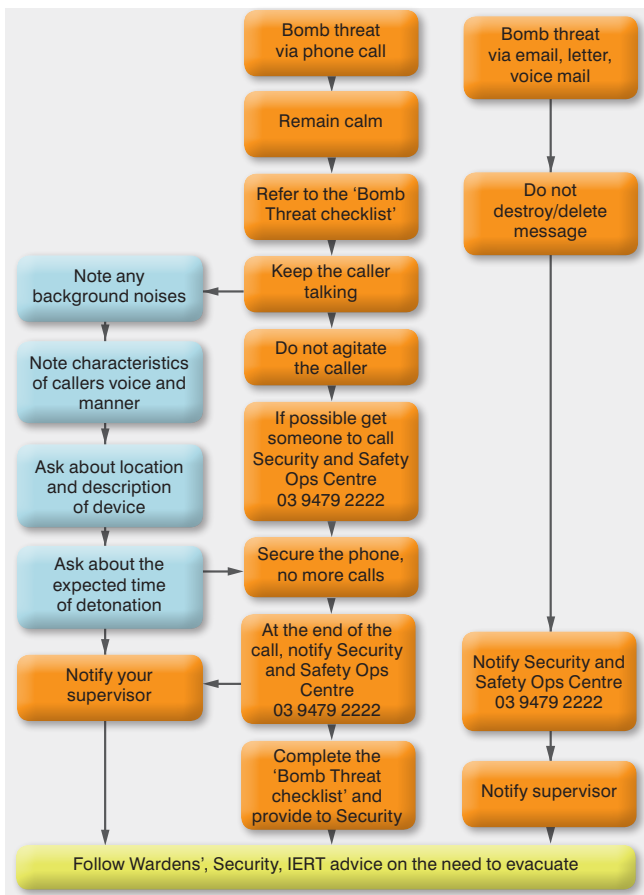 Bomb threat
via phone call
Remain calm
Refer to the ‘Bomb
Threat checklist’
Keep the caller
talking
Note any
background noises
Note characteristics
of callers voice and
manner
Ask about location
and description
of device
Ask about the
expected time
of detonation
Do not agitate
the caller
If possible get
someone to call
Security and Safety
Ops Centre
03 9479 2222
Secure the phone,
no more calls
At the end of the
call, notify Security
and Safety Ops
Centre
03 9479 2222
Notify your
supervisor
Complete the
‘Bomb Threat
checklist’ and
provide to Security
Bomb threat
via email, letter,
voice mail
Do not
destroy/delete
message
Notify Security and
Safety Ops Centre
03 9479 2222
Notify supervisor
Follow Wardens’, Security, IERT advice on the need to evacuate